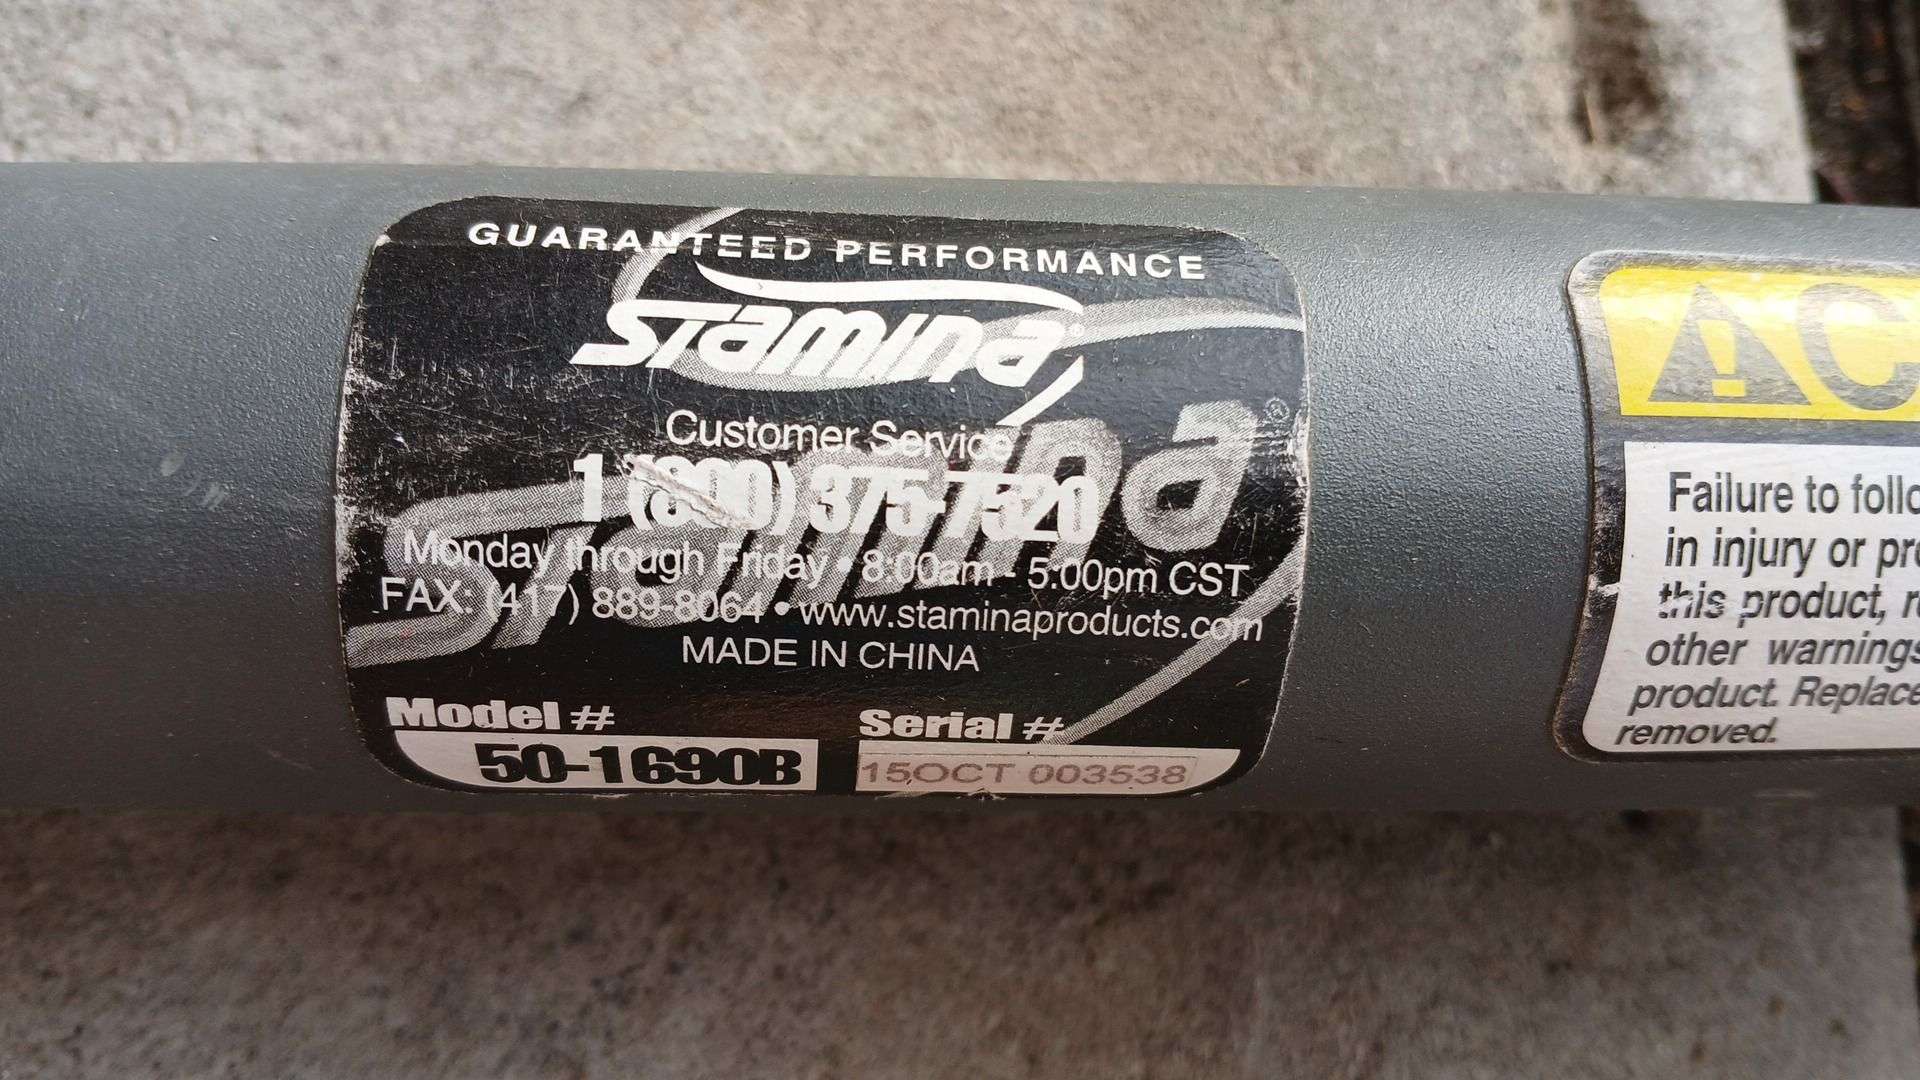 GUARANTEED PERFORMANCE
STAMINA®
Customer Service
1 (800) 375-7520
Stamina®
Monday through Friday • 8:00am - 5:00pm CST
FAX: (417) 889-8064 • www.staminaproducts.com
MADE IN CHINA
Model # Serial #
50-1690B 15OCT 003538
Failure to
in injury or
this product,
other warnings
product. Replace
removed.